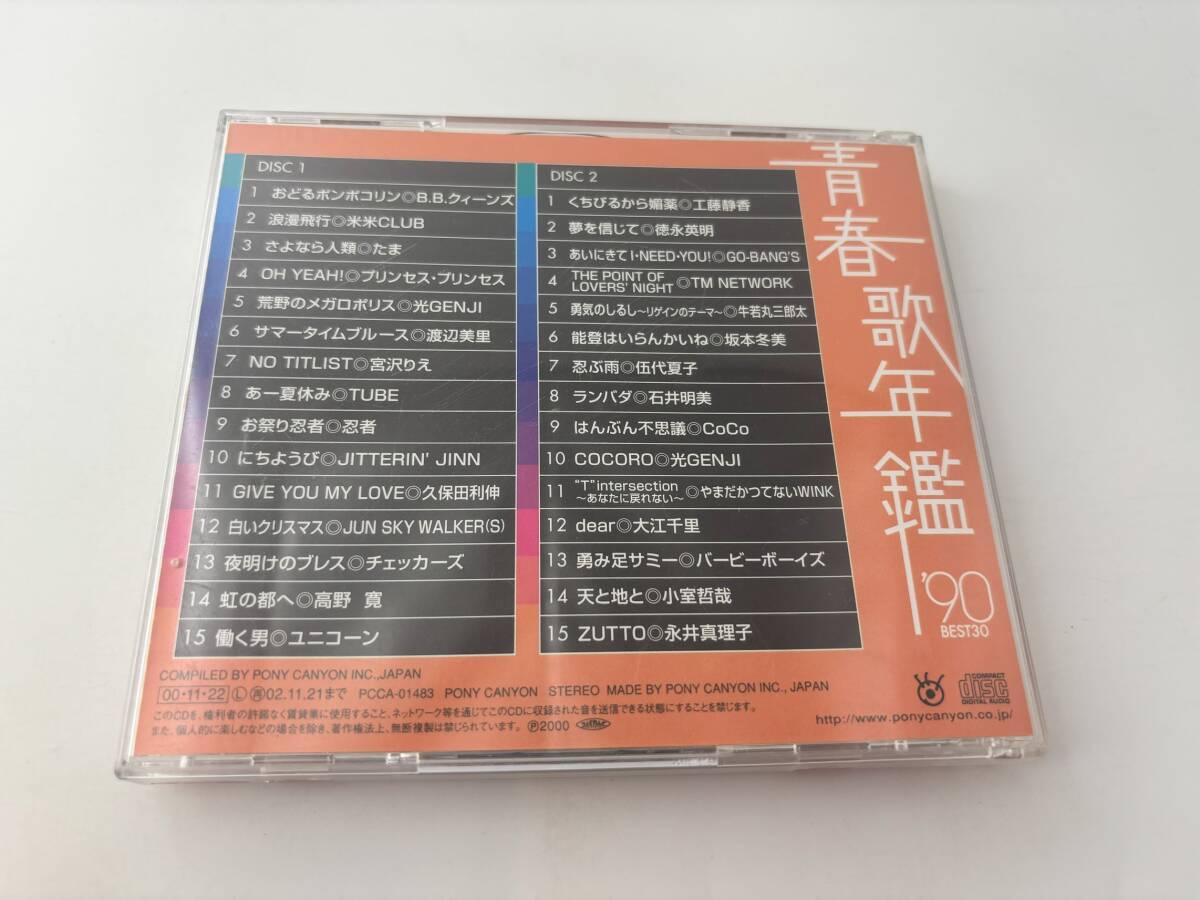 DISC 1
1 おどるポンポコリン◎B.B.クィーンズ
2 浪漫飛行◎米米CLUB
3 さよなら人類◎たま
4 OH YEAH!◎プリンセス・プリンセス
5 荒野のメガロポリス◎光GENJI
6 サマータイムブルース◎渡辺美里
7 NO TITLIST◎宮沢りえ
8 あー夏休み◎TUBE
9 お祭り忍者◎忍者
10 にちようび◎JITTERIN' JINN
11 GIVE YOU MY LOVE◎久保田利伸
12 白いクリスマス◎JUN SKY WALKER(S)
13 夜明けのブレス◎チェッカーズ
14 虹の都へ◎高野 寛
15 働く男◎ユニコーン
DISC 2
1 くちびるから媚薬◎工藤静香
2 夢を信じて◎徳永英明
3 あいにきてI・NEED・YOU!◎GO-BANG'S
4 THE POINT OF LOVERS' NIGHT◎TM NETWORK
5 勇気のしるし～リゲインのテーマ～◎牛若丸三郎太
6 能登はいらんかいね◎坂本冬美
7 忍ぶ雨◎伍代夏子
8 ランバダ◎石井明美
9 はんぶん不思議◎CoCo
10 COCORO◎光GENJI
11 "T"intersection ～あなたに戻れない～◎やまだかつてないWINK
12 dear◎大江千里
13 勇み足サミー◎バービーボーイズ
14 天と地と◎小室哲哉
15 ZUTTO◎永井真理子
青春歌年鑑
'90
BEST30
COMPILED BY PONY CANYON INC.,JAPAN
00・11・22 Ⓛ 再 02.11.21まで PCCA-01483 PONY CANYON STEREO MADE BY PONY CANYON INC., JAPAN
このCDを、権利者の許諾なく賃貸業に使用すること、ネットワーク等を通じてこのCDに収録された音を送信できる状態にすることを禁じます。
また、個人的に楽しむなどの場合を除き、著作権法上、無断複製は禁じられています。℗2000
COMPACT
disc
DIGITAL AUDIO
http://www.ponycanyon.co.jp/